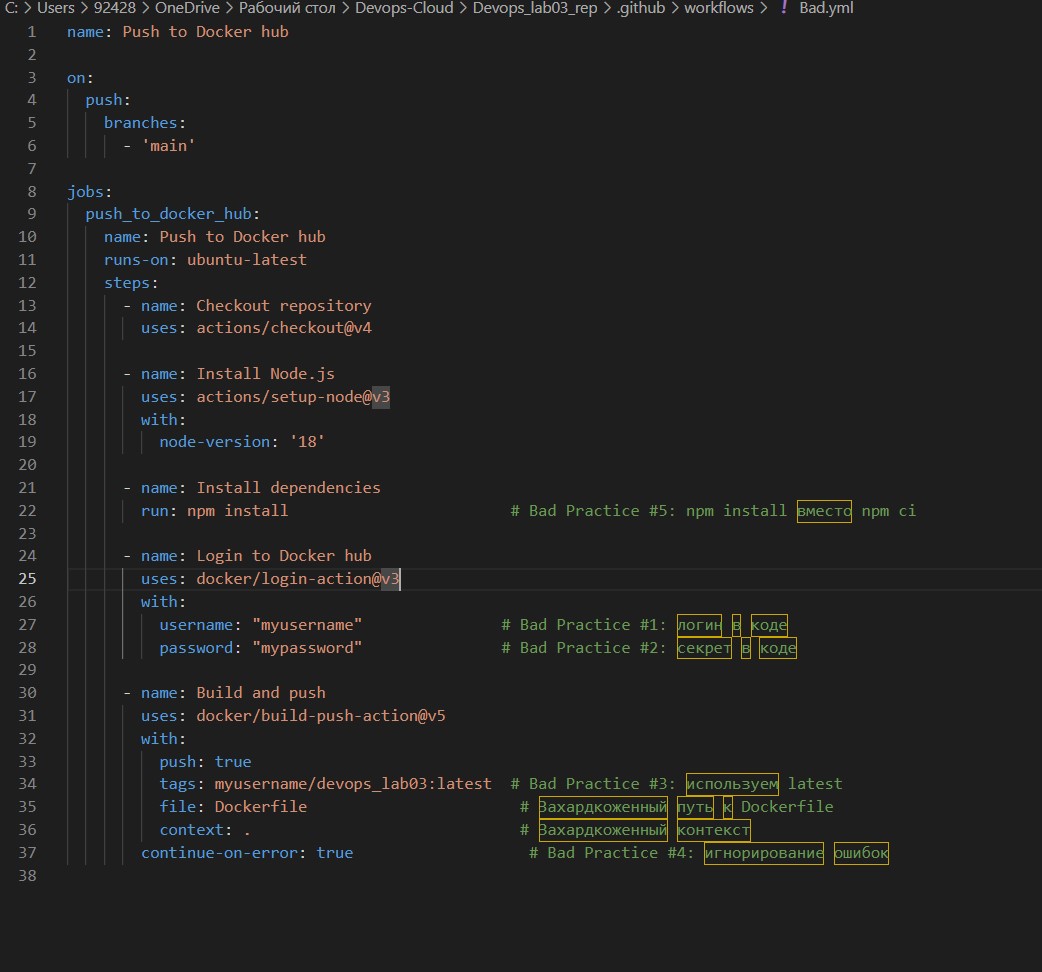 C: > Users > 92428 > OneDrive > Рабочий стол > Devops-Cloud > Devops_lab03_rep > .github > workflows > ! Bad.yml
1 name: Push to Docker hub
2
3 on:
4   push:
5     branches:
6       - 'main'
7
8 jobs:
9   push_to_docker_hub:
10     name: Push to Docker hub
11     runs-on: ubuntu-latest
12     steps:
13       - name: Checkout repository
14         uses: actions/checkout@v4
15
16       - name: Install Node.js
17         uses: actions/setup-node@v3
18         with:
19           node-version: '18'
20
21       - name: Install dependencies
22         run: npm install                        # Bad Practice #5: npm install вместо npm ci
23
24       - name: Login to Docker hub
25         uses: docker/login-action@v3
26         with:
27           username: "myusername"               # Bad Practice #1: логин в коде
28           password: "mypassword"               # Bad Practice #2: секрет в коде
29
30       - name: Build and push
31         uses: docker/build-push-action@v5
32         with:
33           push: true
34           tags: myusername/devops_lab03:latest  # Bad Practice #3: используем latest
35           file: Dockerfile                       # Захардкоженный путь к Dockerfile
36           context: .                             # Захардкоженный контекст
37         continue-on-error: true                   # Bad Practice #4: игнорирование ошибок
38